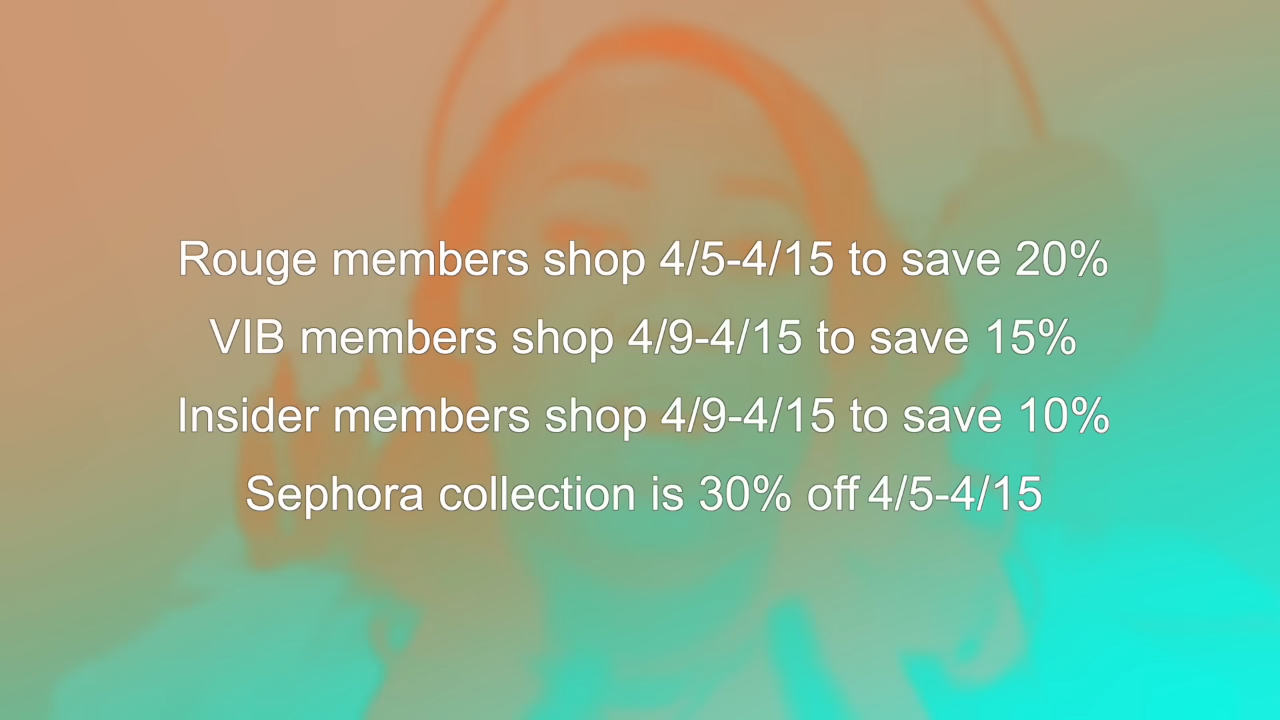 Rouge members shop 4/5-4/15 to save 20%
VIB members shop 4/9-4/15 to save 15%
Insider members shop 4/9-4/15 to save 10%
Sephora collection is 30% off 4/5-4/15